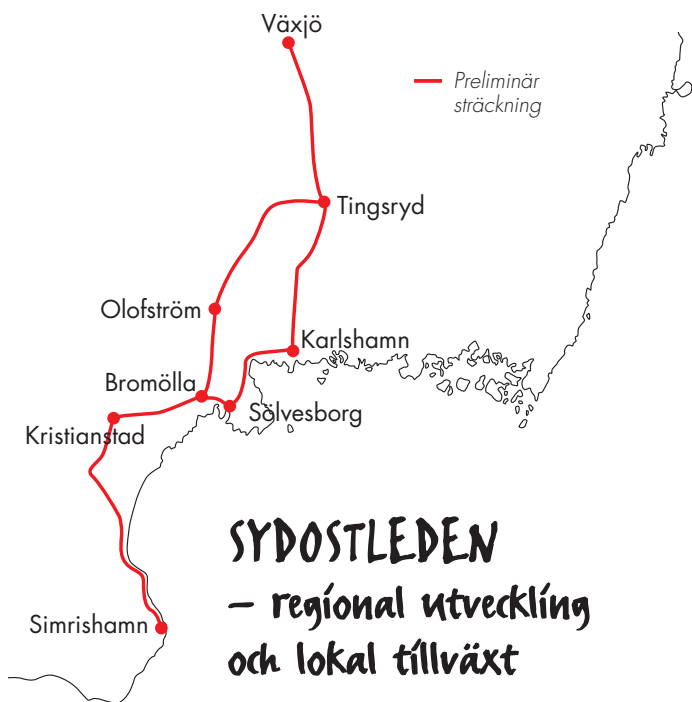 Växjö
Preliminär
sträckning
Tingsryd
Olofström
Karlshamn
Bromölla
Sölvesborg
Kristianstad
SYDOSTLEDEN
– regional utveckling
och lokal tillväxt
Simrishamn